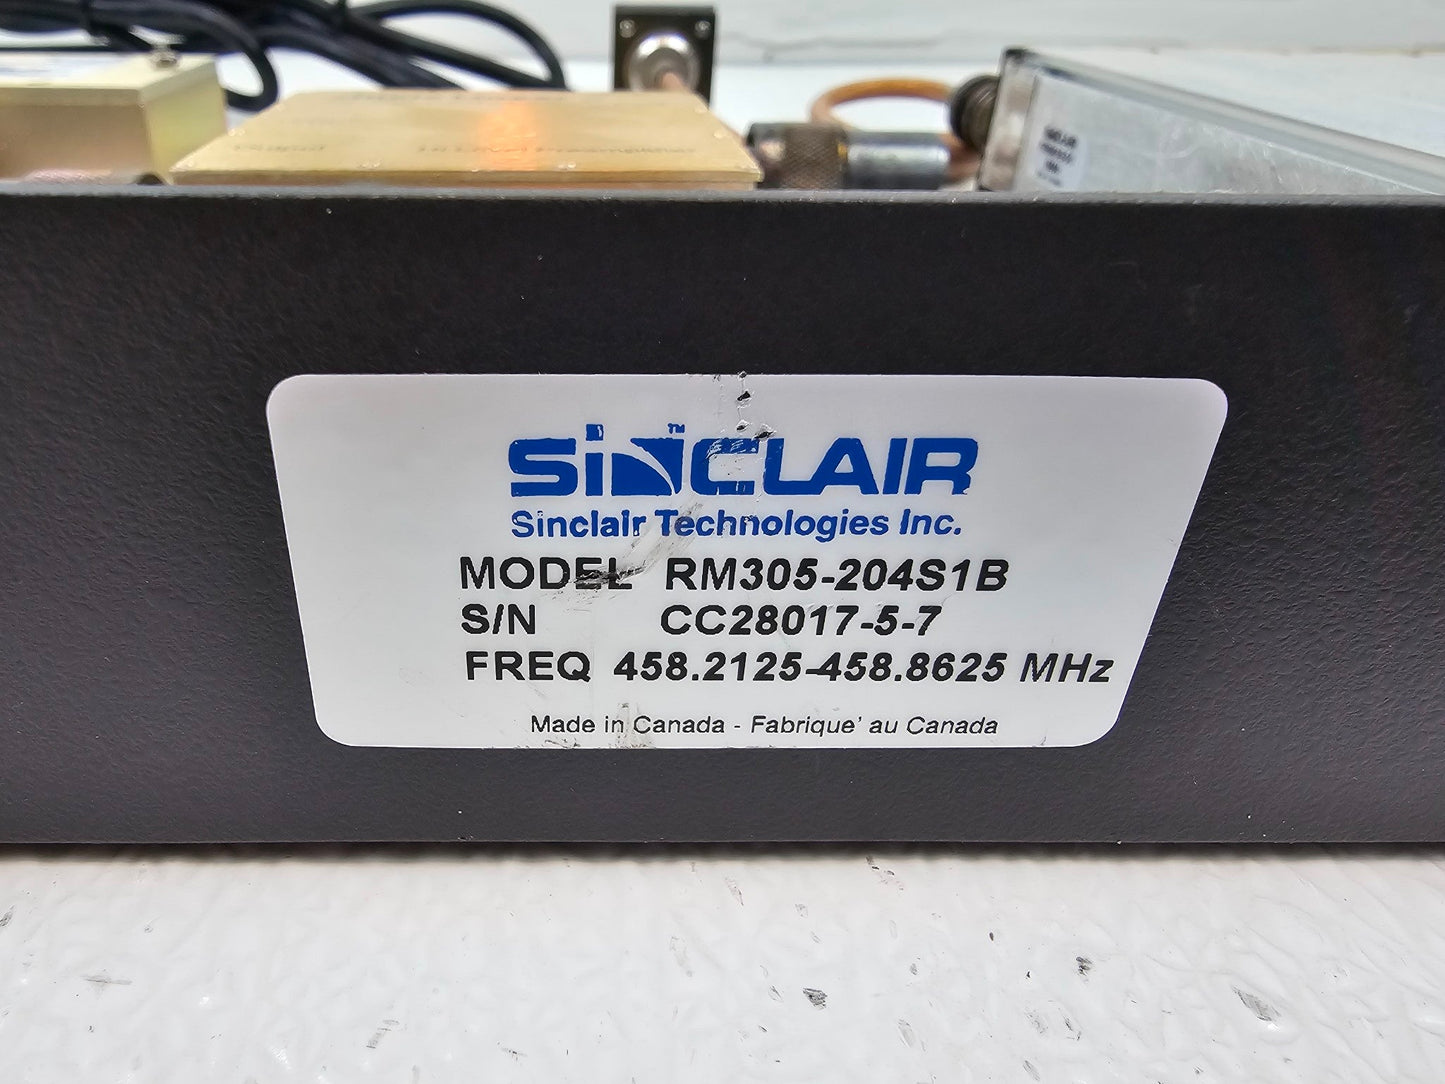 SiNCLAIR
TM
Sinclair Technologies Inc.
MODEL RM305-204S1B
S/N CC28017-5-7
FREQ 458.2125-458.8625 MHz
Made in Canada - Fabrique' au Canada